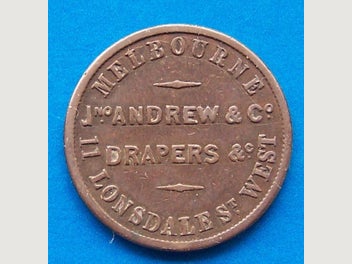 MELBOURNE
JNO ANDREW & CO
DRAPERS &C
11 LONSDALE ST WEST